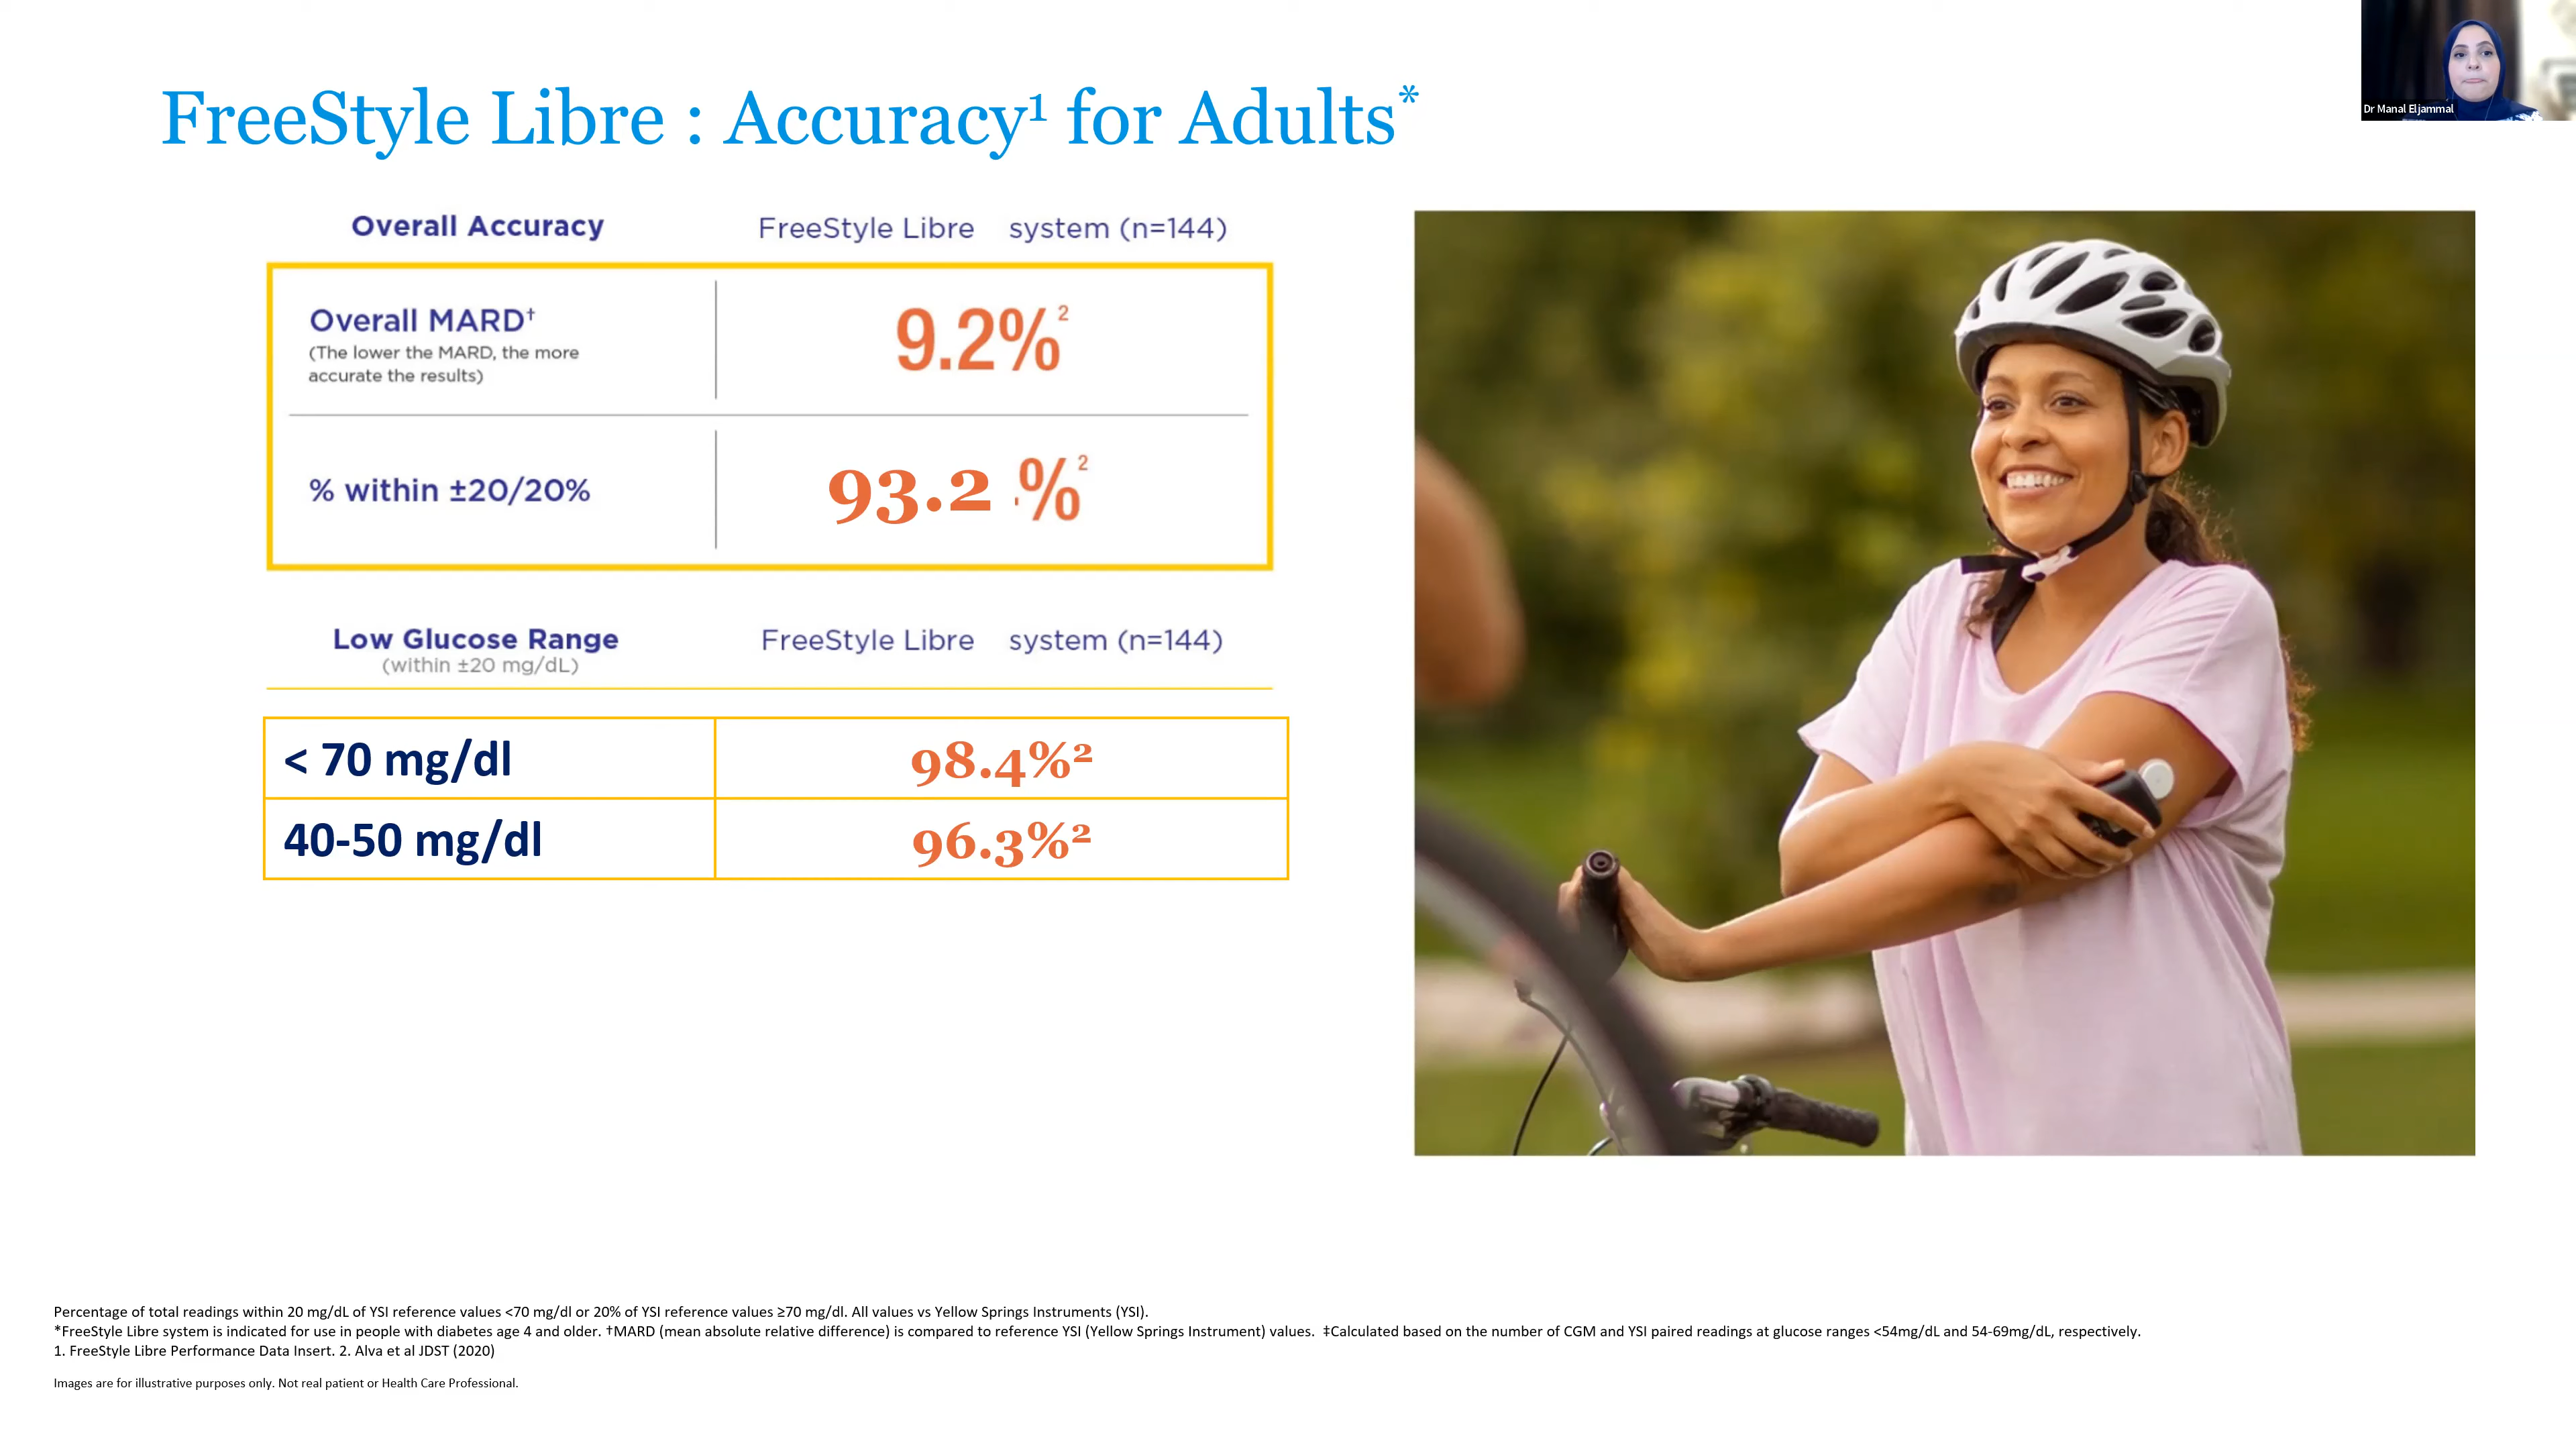 Dr Manal Eljammal
FreeStyle Libre : Accuracy¹ for Adults*
Overall Accuracy FreeStyle Libre system (n=144)
Overall MARD†
(The lower the MARD, the more
accurate the results)
9.2%²
% within ±20/20% 93.2 %²
Low Glucose Range FreeStyle Libre system (n=144)
(within ±20 mg/dL)
< 70 mg/dl 98.4%²
40-50 mg/dl 96.3%²
Percentage of total readings within 20 mg/dL of YSI reference values <70 mg/dl or 20% of YSI reference values ≥70 mg/dl. All values vs Yellow Springs Instruments (YSI).
*FreeStyle Libre system is indicated for use in people with diabetes age 4 and older. †MARD (mean absolute relative difference) is compared to reference YSI (Yellow Springs Instrument) values. ‡Calculated based on the number of CGM and YSI paired readings at glucose ranges <54mg/dL and 54-69mg/dL, respectively.
1. FreeStyle Libre Performance Data Insert. 2. Alva et al JDST (2020)
Images are for illustrative purposes only. Not real patient or Health Care Professional.